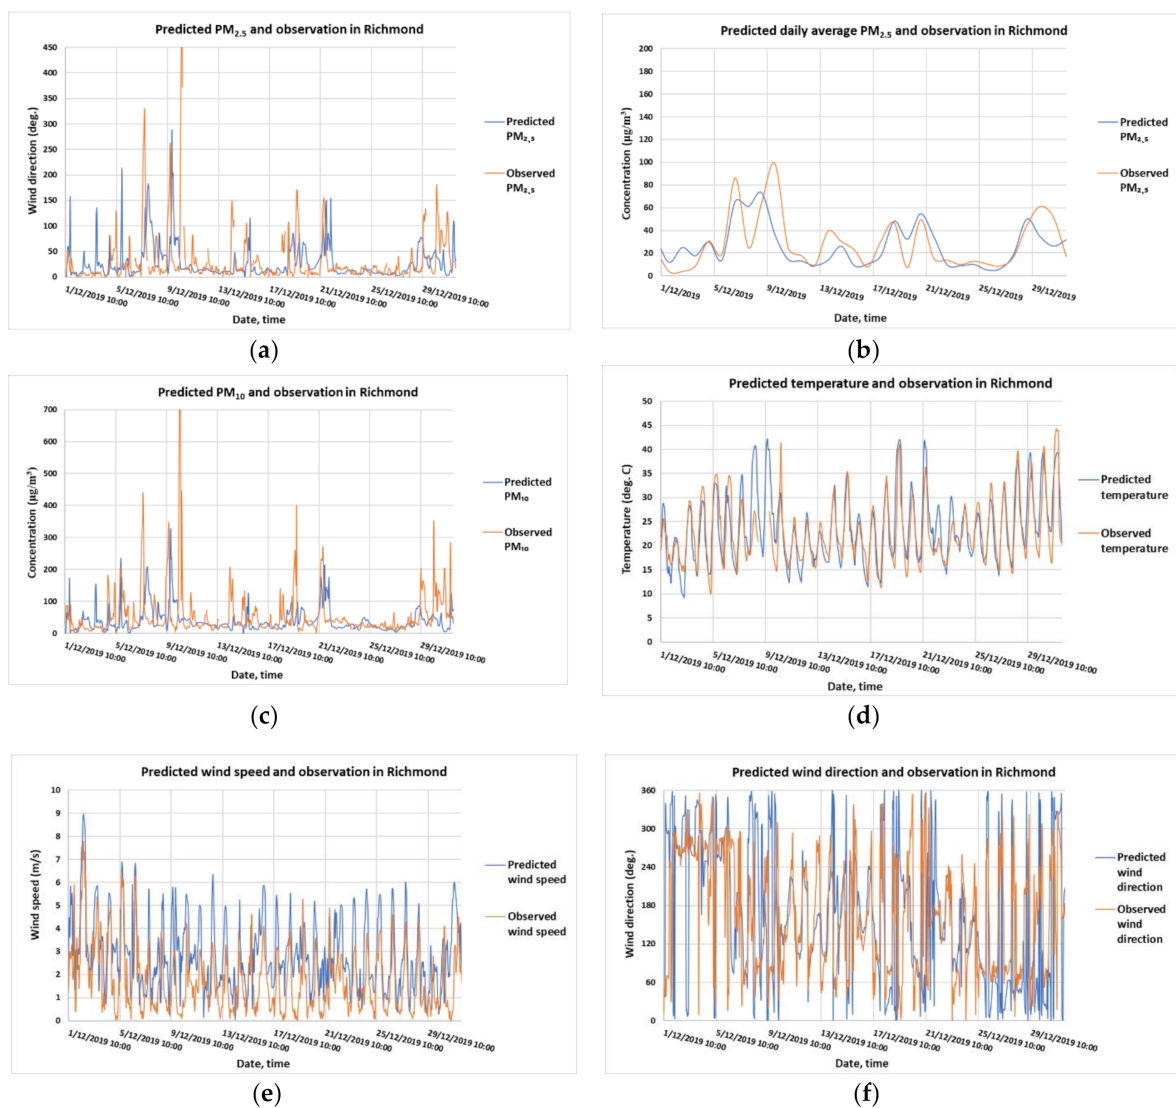 Predicted PM₂.₅ and observation in Richmond
450
400
350
300
250
200
150
100
50
0
Wind direction (deg.)
1/12/2019 10:00
5/12/2019 10:00
9/12/2019 10:00
13/12/2019 10:00
17/12/2019 10:00
21/12/2019 10:00
25/12/2019 10:00
29/12/2019 10:00
Date, time
Predicted
PM₂.₅
Observed
PM₂.₅
(a)
Predicted daily average PM₂.₅ and observation in Richmond
200
180
160
140
120
100
80
60
40
20
0
Concentration (µg/m³)
1/12/2019
5/12/2019
9/12/2019
13/12/2019
17/12/2019
21/12/2019
25/12/2019
29/12/2019
Date, time
Predicted
PM₂.₅
Observed
PM₂.₅
(b)
Predicted PM₁₀ and observation in Richmond
700
600
500
400
300
200
100
0
Concentration (µg/m³)
1/12/2019 10:00
5/12/2019 10:00
9/12/2019 10:00
13/12/2019 10:00
17/12/2019 10:00
21/12/2019 10:00
25/12/2019 10:00
29/12/2019 10:00
Date, time
Predicted
PM₁₀
Observed
PM₁₀
(c)
Predicted temperature and observation in Richmond
50
45
40
35
30
25
20
15
10
5
0
Temperature (deg. C)
1/12/2019 10:00
5/12/2019 10:00
9/12/2019 10:00
13/12/2019 10:00
17/12/2019 10:00
21/12/2019 10:00
25/12/2019 10:00
29/12/2019 10:00
Date, time
Predicted
temperature
Observed
temperature
(d)
Predicted wind speed and observation in Richmond
10
9
8
7
6
5
4
3
2
1
0
Wind speed (m/s)
1/12/2019 10:00
5/12/2019 10:00
9/12/2019 10:00
13/12/2019 10:00
17/12/2019 10:00
21/12/2019 10:00
25/12/2019 10:00
29/12/2019 10:00
Date, time
Predicted
wind speed
Observed
wind speed
(e)
Predicted wind direction and observation in Richmond
360
300
240
180
120
60
0
Wind direction (deg.)
1/12/2019 10:00
5/12/2019 10:00
9/12/2019 10:00
13/12/2019 10:00
17/12/2019 10:00
21/12/2019 10:00
25/12/2019 10:00
29/12/2019 10:00
Date, time
Predicted
wind
direction
Observed
wind
direction
(f)